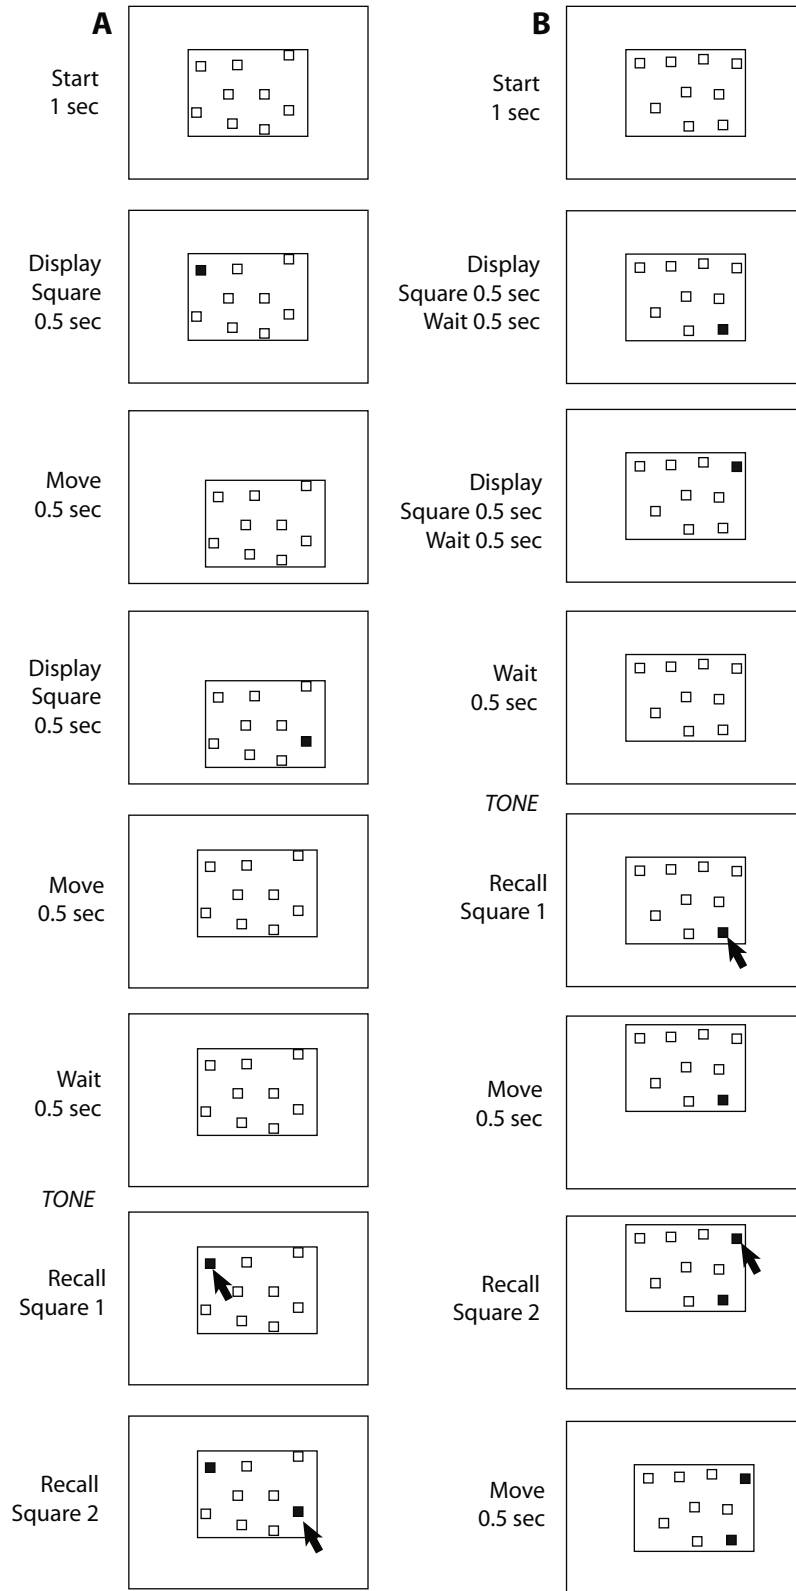 A
Start
1 sec
Display
Square
0.5 sec
Move
0.5 sec
Display
Square
0.5 sec
Move
0.5 sec
Wait
0.5 sec
TONE
Recall
Square 1
Recall
Square 2
B
Start
1 sec
Display
Square 0.5 sec
Wait 0.5 sec
Display
Square 0.5 sec
Wait 0.5 sec
Wait
0.5 sec
TONE
Recall
Square 1
Move
0.5 sec
Recall
Square 2
Move
0.5 sec